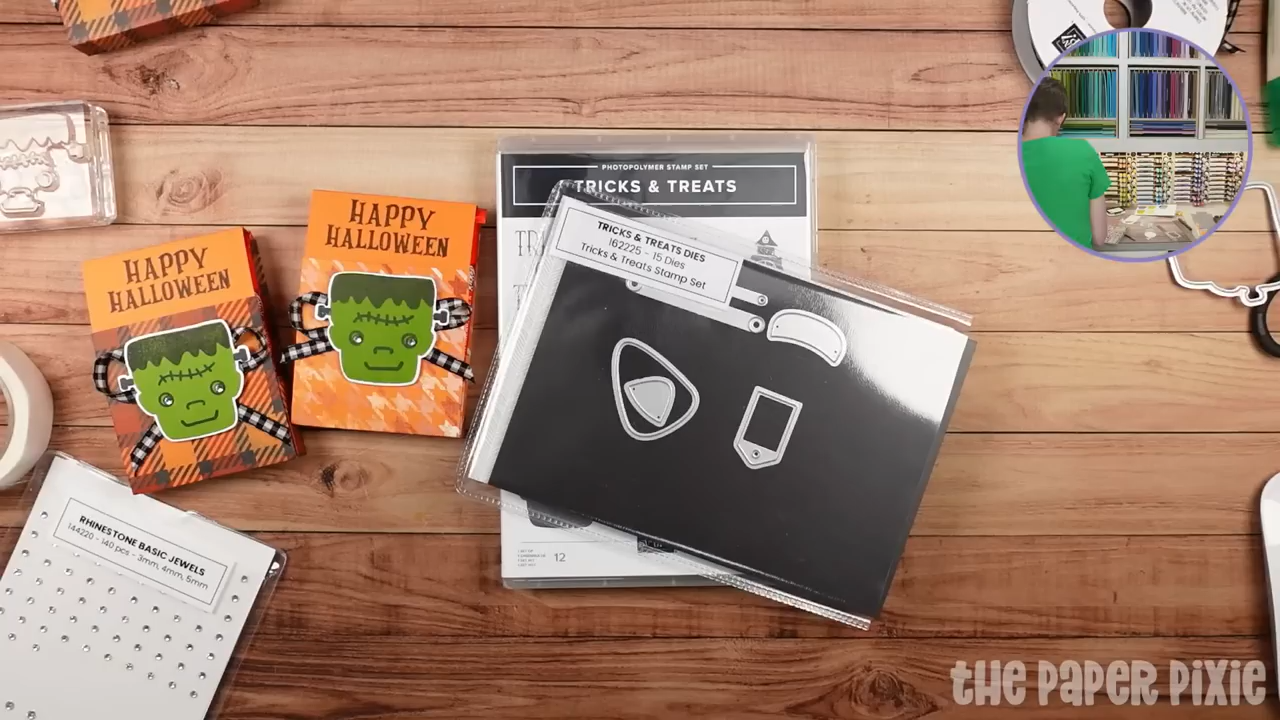 PHOTOPOLYMER STAMP SET
TRICKS & TREATS
TRICKS & TREATS DIES
162225 - 15 Dies
Tricks & Treats Stamp Set
HAPPY
HALLOWEEN
HAPPY
HALLOWEEN
RHINESTONE BASIC JEWELS
144220 - 140 pcs - 3mm, 4mm, 5mm
12
the PAPER PIXIE